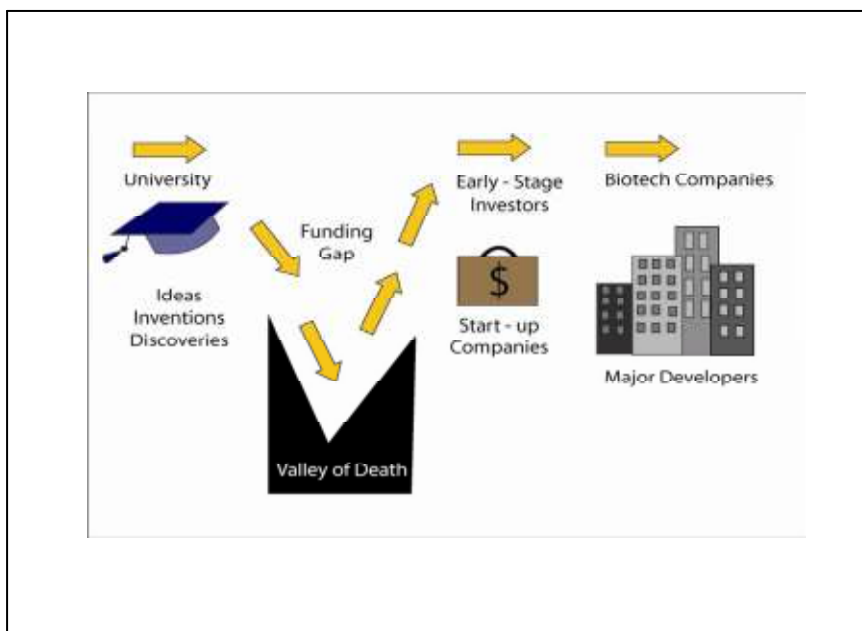 University
Ideas
Inventions
Discoveries
Funding
Gap
Valley of Death
Early - Stage
Investors
$
Start - up
Companies
Biotech Companies
Major Developers